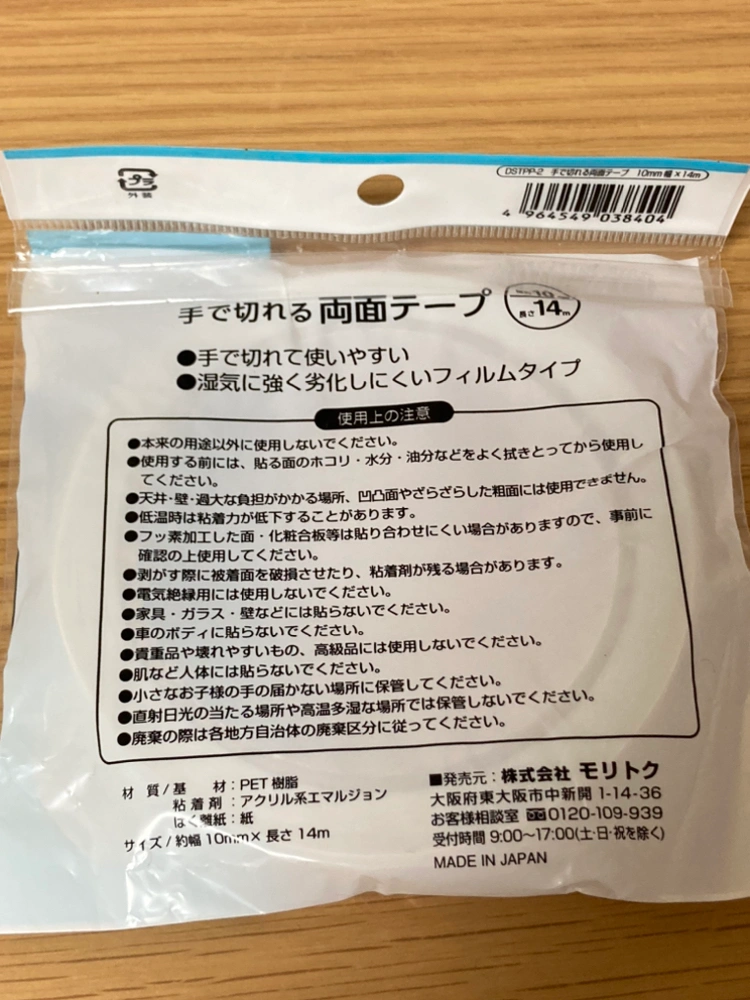 プラ
外装
DSTPP-2 手で切れる両面テープ 10mm幅×14m
4 964549 038404
手で切れる両面テープ
長さ14m
●手で切れて使いやすい
●湿気に強く劣化しにくいフィルムタイプ
使用上の注意
●本来の用途以外に使用しないでください。
●使用する前には、貼る面のホコリ・水分・油分などをよく拭きとってから使用し
てください。
●天井・壁・過大な負担がかかる場所、凹凸面やざらざらした粗面には使用できません。
●低温時は粘着力が低下することがあります。
●フッ素加工した面・化粧合板等は貼り合わせにくい場合がありますので、事前に
確認の上使用してください。
●剥がす際に被着面を破損させたり、粘着剤が残る場合があります。
●電気絶縁用には使用しないでください。
●家具・ガラス・壁などには貼らないでください。
●車のボディに貼らないでください。
●貴重品や壊れやすいもの、高級品には使用しないでください。
●肌など人体には貼らないでください。
●小さなお子様の手の届かない場所に保管してください。
●直射日光の当たる場所や高温多湿な場所では保管しないでください。
●廃棄の際は各地方自治体の廃棄区分に従ってください。
材質/基材:PET樹脂
粘着剤:アクリル系エマルジョン
はく離紙:紙
サイズ/約幅10mm×長さ14m
■発売元:株式会社 モリトク
大阪府東大阪市中新開1-14-36
お客様相談室 0120-109-939
受付時間 9:00~17:00(土・日・祝を除く)
MADE IN JAPAN